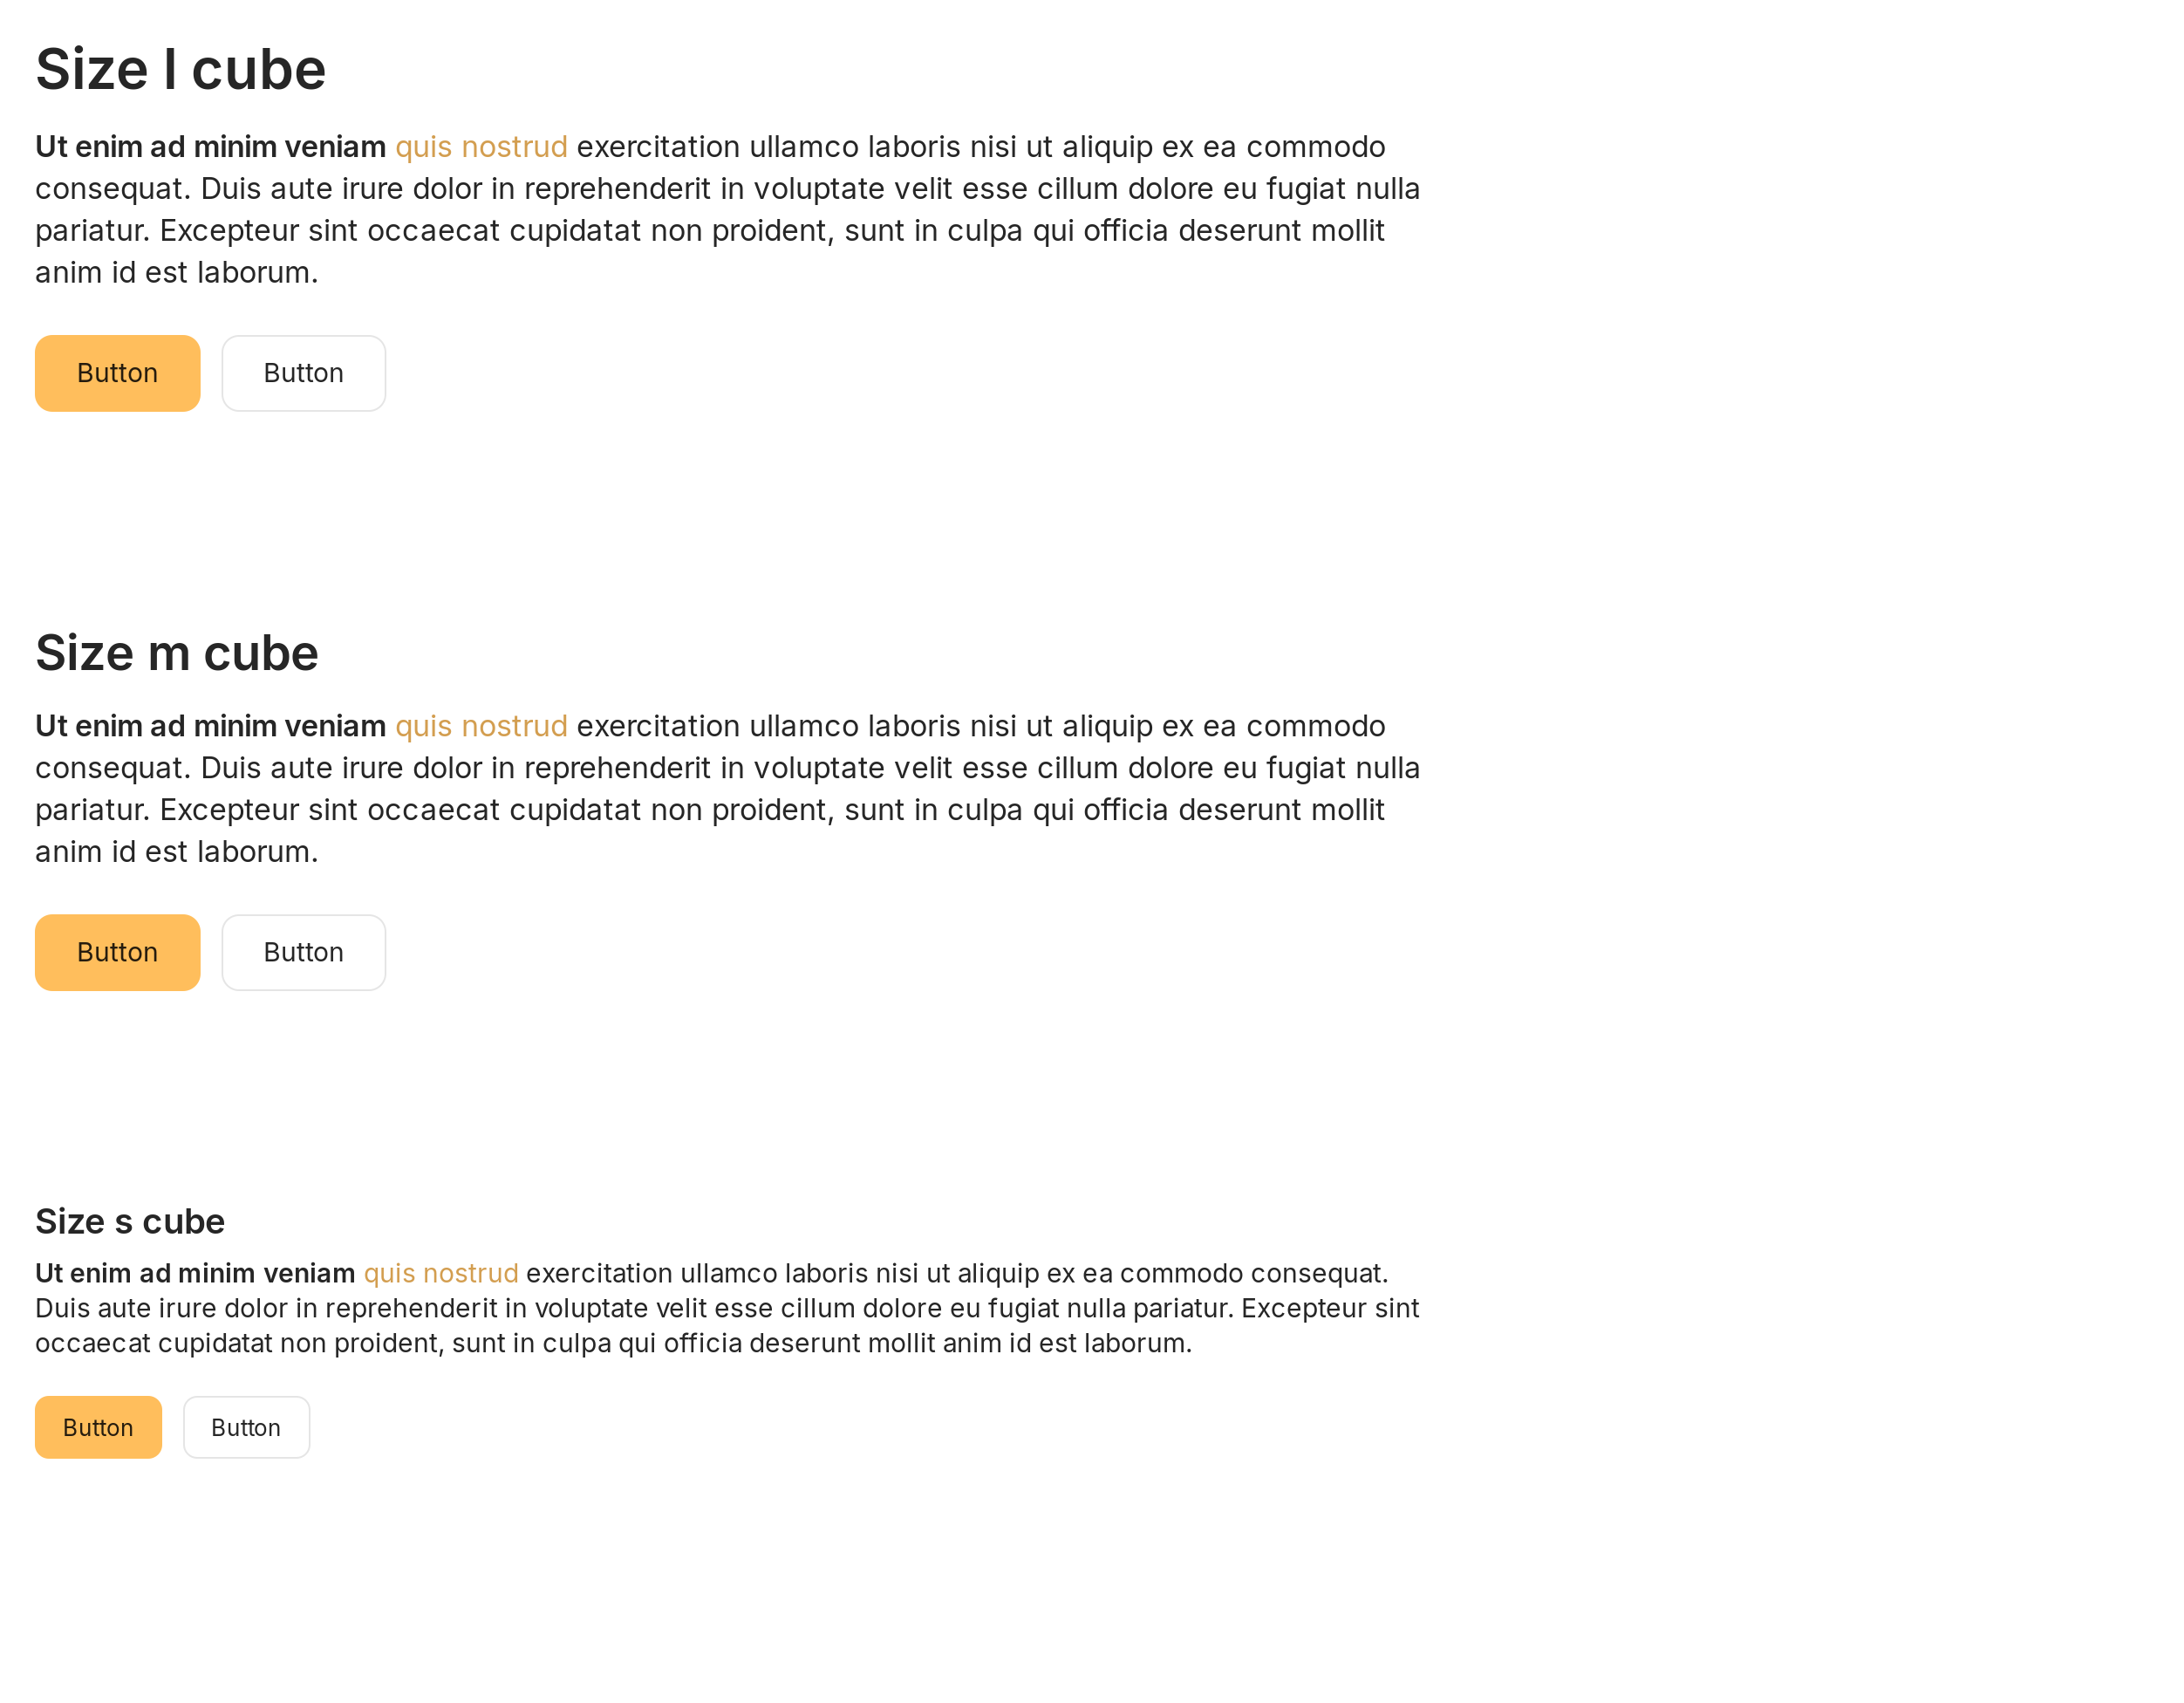 Size l cube
Ut enim ad minim veniam quis nostrud exercitation ullamco laboris nisi ut aliquip ex ea commodo
consequat. Duis aute irure dolor in reprehenderit in voluptate velit esse cillum dolore eu fugiat nulla
pariatur. Excepteur sint occaecat cupidatat non proident, sunt in culpa qui officia deserunt mollit
anim id est laborum.
Button Button
Size m cube
Ut enim ad minim veniam quis nostrud exercitation ullamco laboris nisi ut aliquip ex ea commodo
consequat. Duis aute irure dolor in reprehenderit in voluptate velit esse cillum dolore eu fugiat nulla
pariatur. Excepteur sint occaecat cupidatat non proident, sunt in culpa qui officia deserunt mollit
anim id est laborum.
Button Button
Size s cube
Ut enim ad minim veniam quis nostrud exercitation ullamco laboris nisi ut aliquip ex ea commodo consequat.
Duis aute irure dolor in reprehenderit in voluptate velit esse cillum dolore eu fugiat nulla pariatur. Excepteur sint
occaecat cupidatat non proident, sunt in culpa qui officia deserunt mollit anim id est laborum.
Button Button